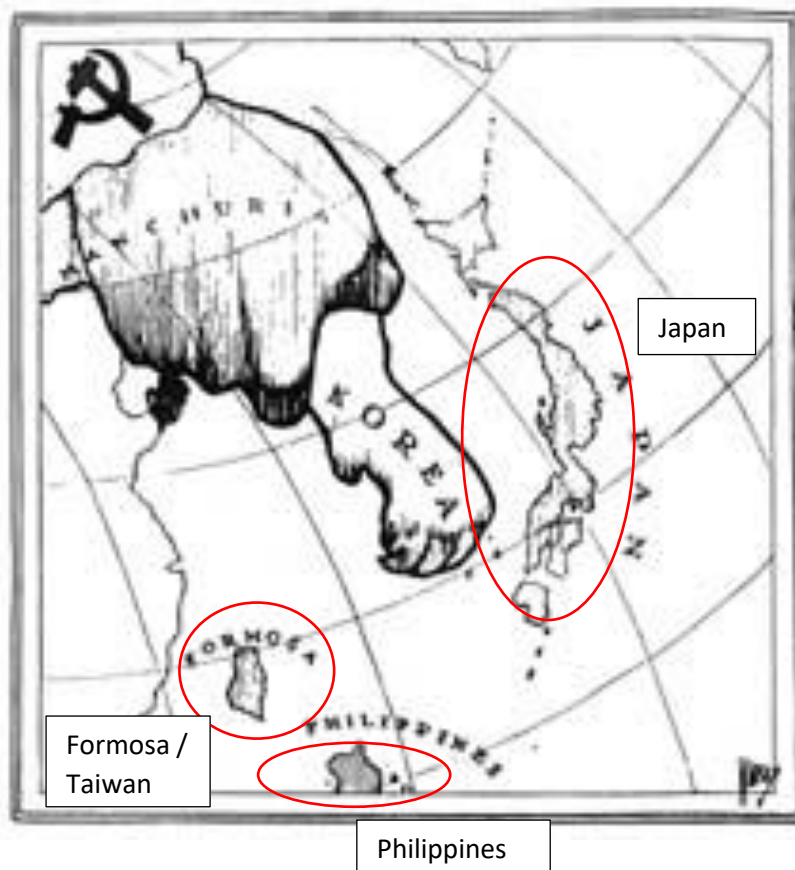 MANCHURIA
JAPAN
Japan
KOREA
FORMOSA
PHILIPPINES
Formosa /
Taiwan
Philippines